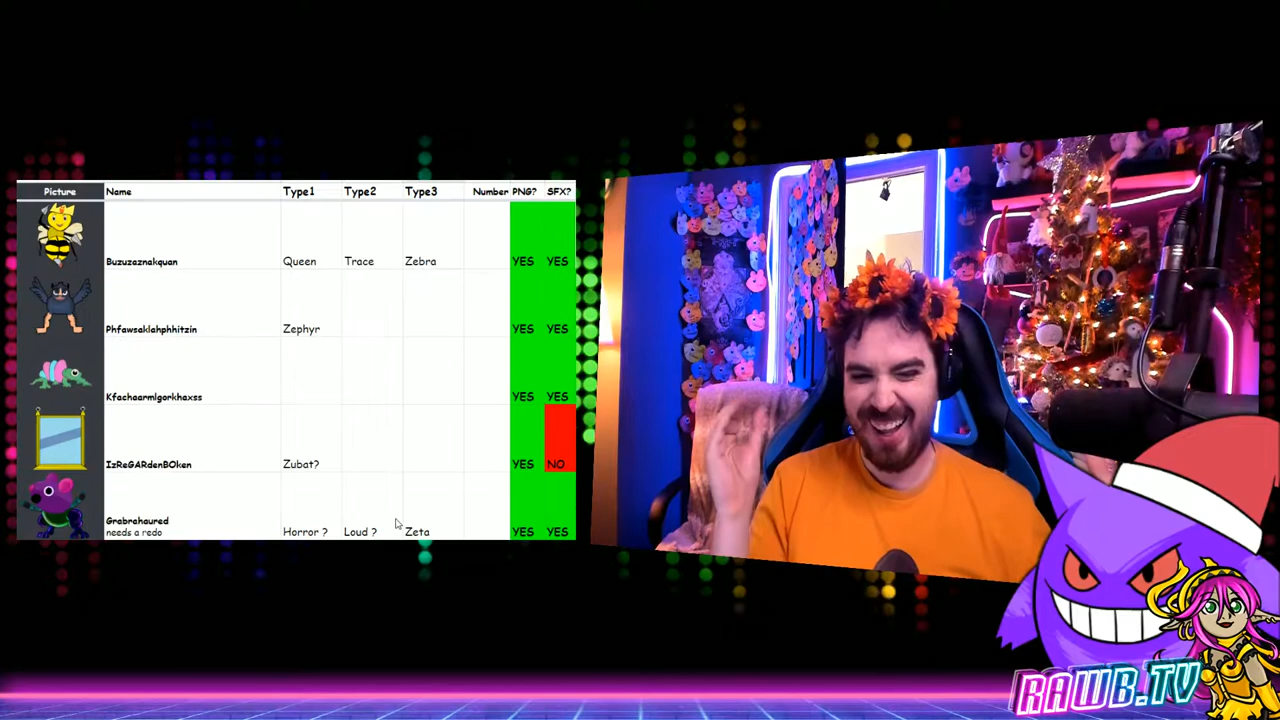 Picture Name Type1 Type2 Type3 Number PNG? SFX?
Buzuzaznakquan Queen Trace Zebra YES YES
Phfawsaklahphhitzin Zephyr YES YES
Kfachaarmlgorkhaxss YES YES
IzReGARdenBOken Zubat? YES NO
Grabrahaured
needs a redo Horror ? Loud ? Zeta YES YES
RAWB.TV